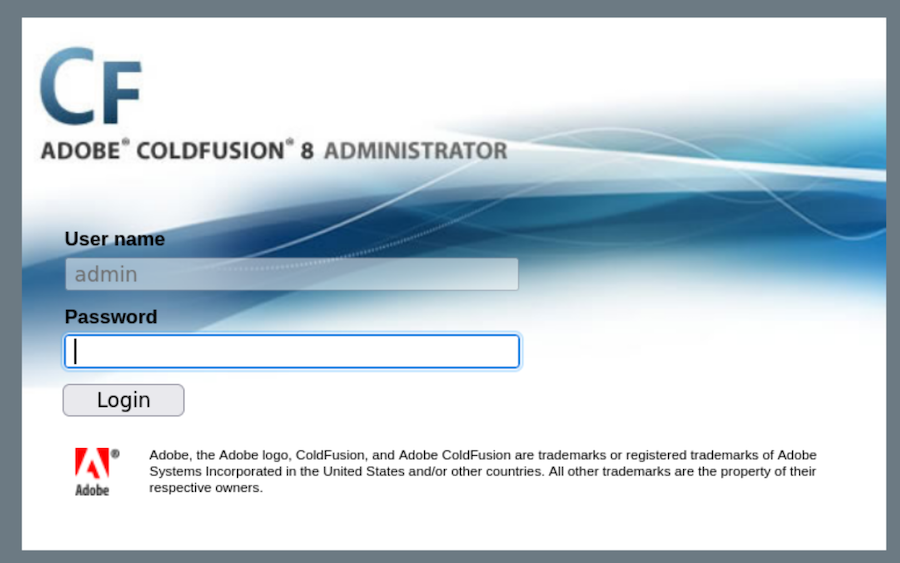 CF
ADOBE® COLDFUSION® 8 ADMINISTRATOR
User name
admin
Password
Login
Adobe, the Adobe logo, ColdFusion, and Adobe ColdFusion are trademarks or registered trademarks of Adobe
Systems Incorporated in the United States and/or other countries. All other trademarks are the property of their
respective owners.
®
Adobe